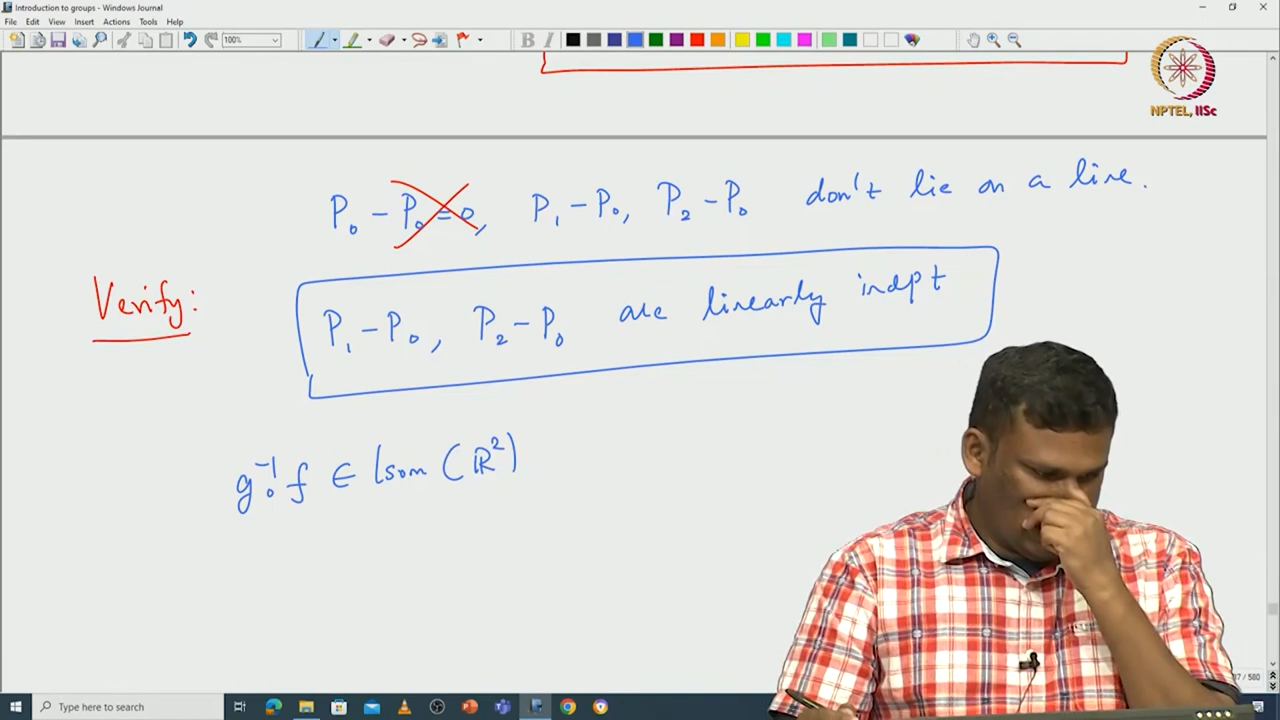 Introduction to groups - Windows Journal
File Edit View Insert Actions Tools Help
100%
B I
NPTEL, IISc
P₀ − P₀ = 0, P₁ − P₀, P₂ − P₀ don't lie on a line.
Verify:
P₁ − P₀, P₂ − P₀ are linearly indpt
g⁻¹∘f ∈ Isom (ℝ²)
Type here to search